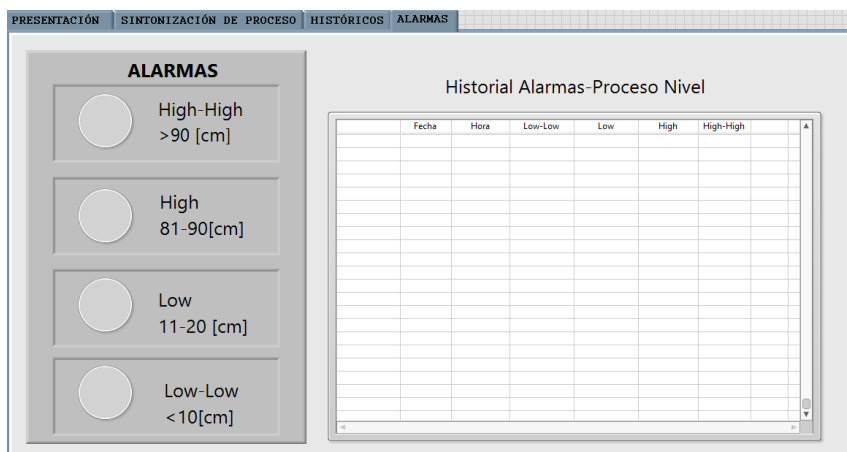 PRESENTACIÓN SINTONIZACIÓN DE PROCESO HISTÓRICOS ALARMAS
ALARMAS
High-High
>90 [cm]
High
81-90[cm]
Low
11-20 [cm]
Low-Low
<10[cm]
Historial Alarmas-Proceso Nivel
Fecha Hora Low-Low Low High High-High